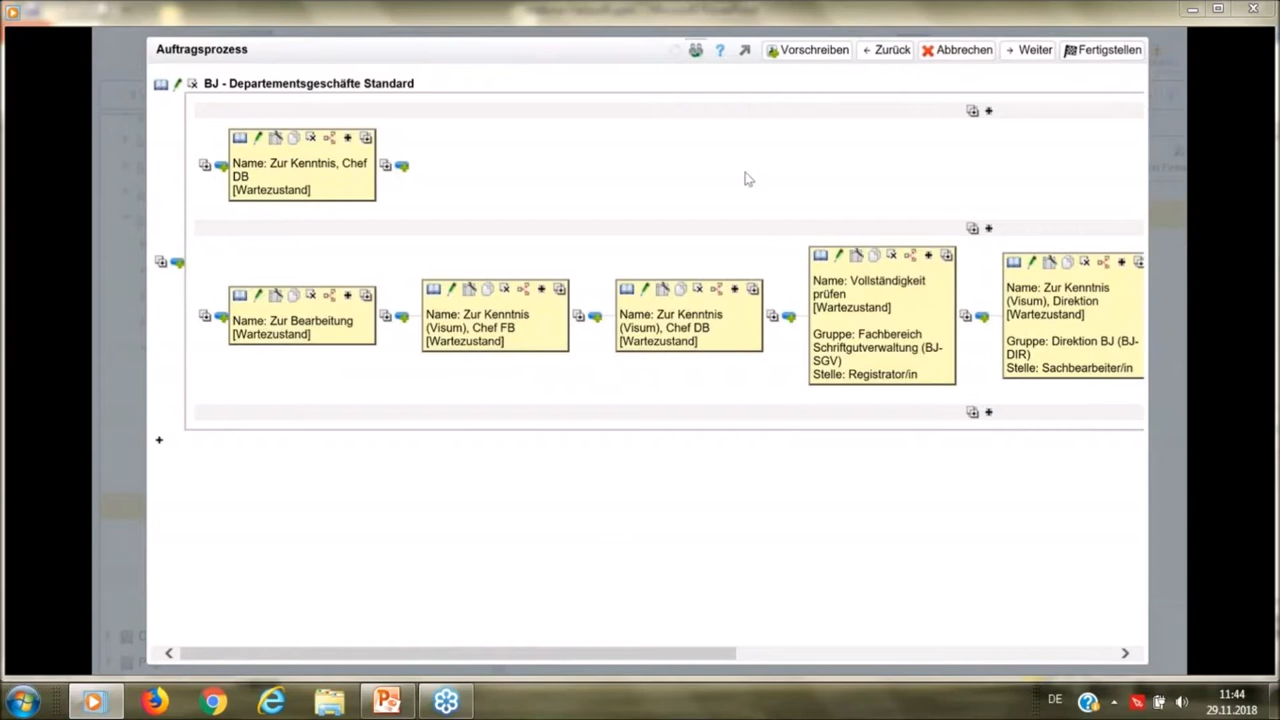 Auftragsprozess
Vorschreiben
Zurück
Abbrechen
Weiter
Fertigstellen
BJ - Departementsgeschäfte Standard
Name: Zur Kenntnis, Chef
DB
[Wartezustand]
Name: Zur Bearbeitung
[Wartezustand]
Name: Zur Kenntnis
(Visum), Chef FB
[Wartezustand]
Name: Zur Kenntnis
(Visum), Chef DB
[Wartezustand]
Name: Vollständigkeit
prüfen
[Wartezustand]
Gruppe: Fachbereich
Schriftgutverwaltung (BJ-
SGV)
Stelle: Registrator/in
Name: Zur Kenntnis
(Visum), Direktion
[Wartezustand]
Gruppe: Direktion BJ (BJ-
DIR)
Stelle: Sachbearbeiter/in
DE
11:44
29.11.2018